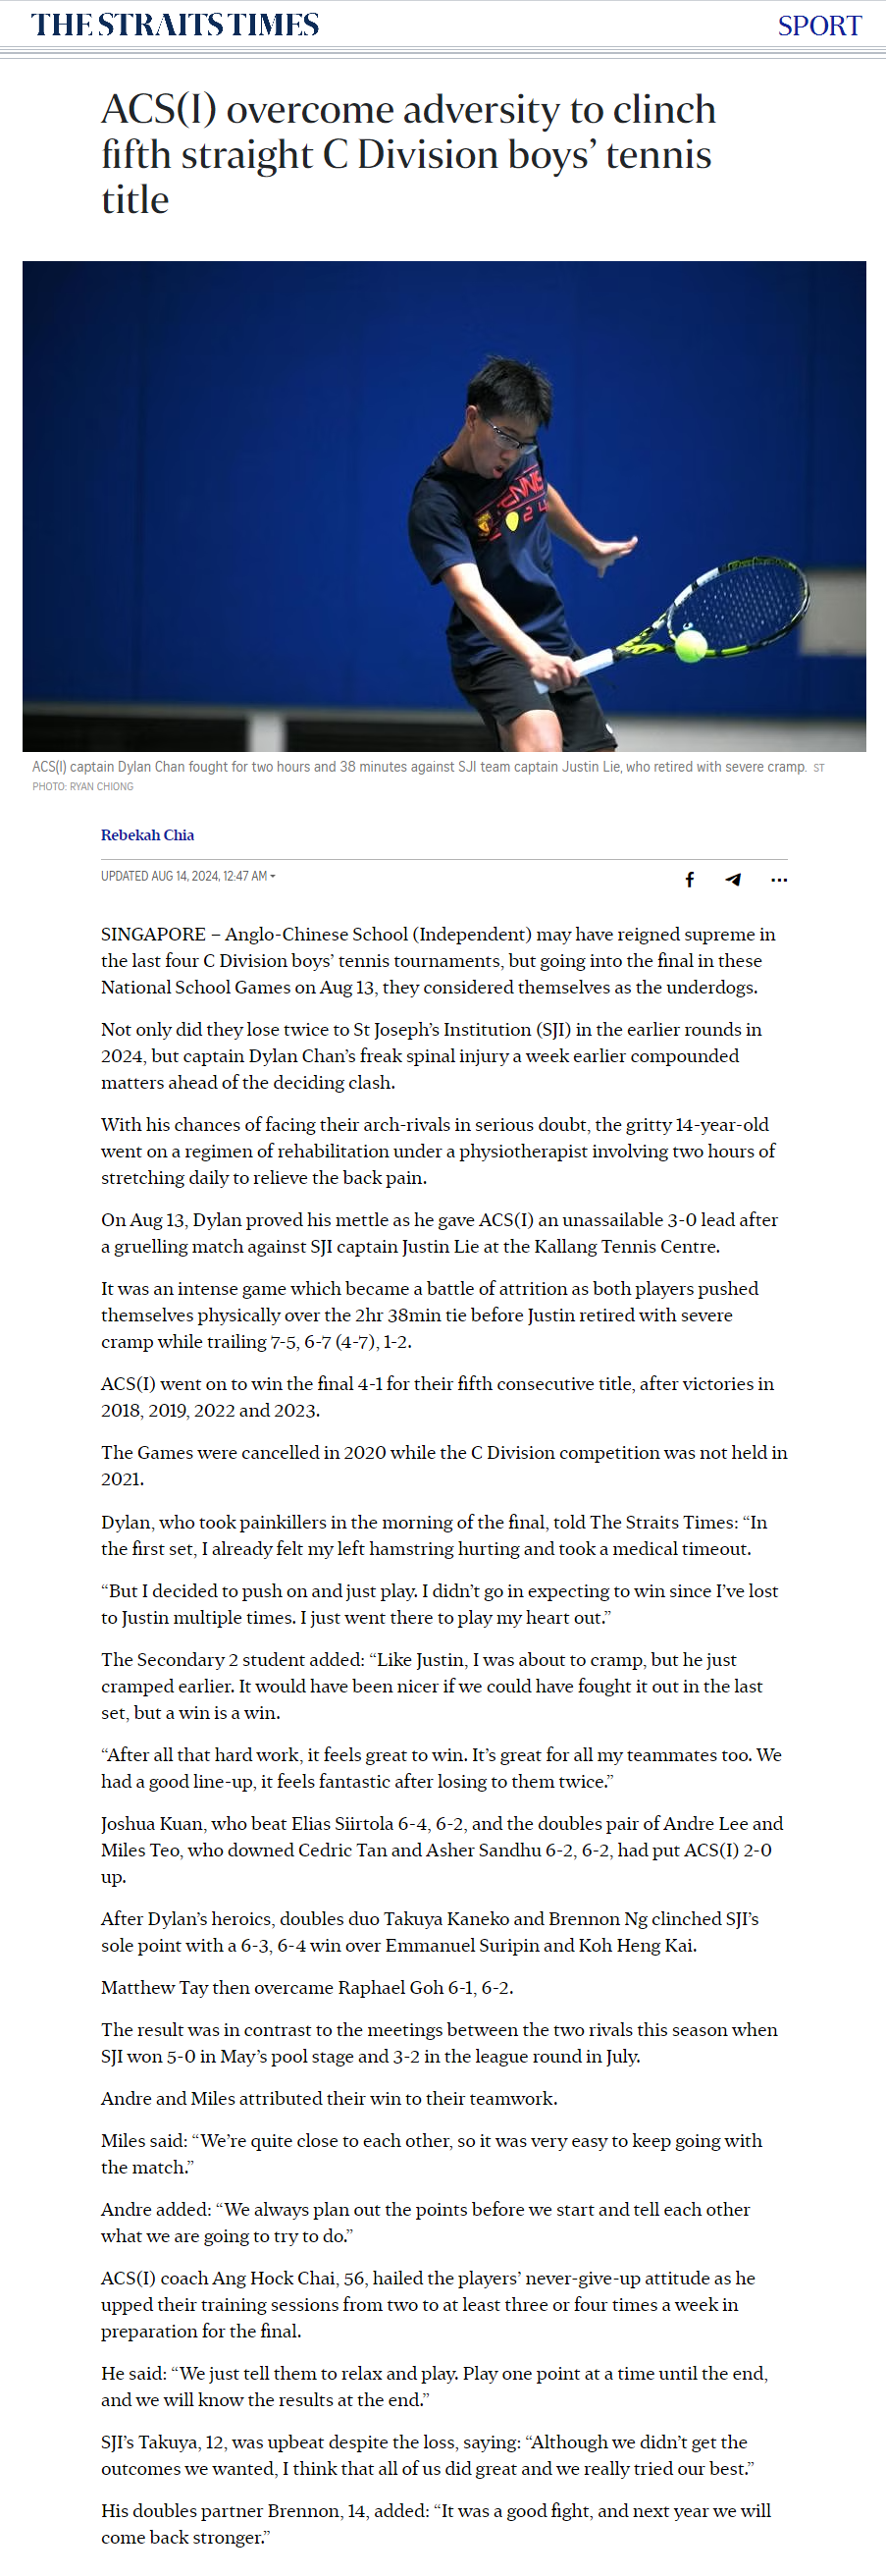 THE STRAITS TIMES
SPORT
ACS(I) overcome adversity to clinch
fifth straight C Division boys’ tennis
title
TENNIS
2024
ACS(I) captain Dylan Chan fought for two hours and 38 minutes against SJI team captain Justin Lie, who retired with severe cramp. ST
PHOTO: RYAN CHIONG
Rebekah Chia
UPDATED AUG 14, 2024, 12:47 AM
SINGAPORE – Anglo-Chinese School (Independent) may have reigned supreme in
the last four C Division boys’ tennis tournaments, but going into the final in these
National School Games on Aug 13, they considered themselves as the underdogs.
Not only did they lose twice to St Joseph’s Institution (SJI) in the earlier rounds in
2024, but captain Dylan Chan’s freak spinal injury a week earlier compounded
matters ahead of the deciding clash.
With his chances of facing their arch-rivals in serious doubt, the gritty 14-year-old
went on a regimen of rehabilitation under a physiotherapist involving two hours of
stretching daily to relieve the back pain.
On Aug 13, Dylan proved his mettle as he gave ACS(I) an unassailable 3-0 lead after
a gruelling match against SJI captain Justin Lie at the Kallang Tennis Centre.
It was an intense game which became a battle of attrition as both players pushed
themselves physically over the 2hr 38min tie before Justin retired with severe
cramp while trailing 7-5, 6-7 (4-7), 1-2.
ACS(I) went on to win the final 4-1 for their fifth consecutive title, after victories in
2018, 2019, 2022 and 2023.
The Games were cancelled in 2020 while the C Division competition was not held in
2021.
Dylan, who took painkillers in the morning of the final, told The Straits Times: “In
the first set, I already felt my left hamstring hurting and took a medical timeout.
“But I decided to push on and just play. I didn’t go in expecting to win since I’ve lost
to Justin multiple times. I just went there to play my heart out.”
The Secondary 2 student added: “Like Justin, I was about to cramp, but he just
cramped earlier. It would have been nicer if we could have fought it out in the last
set, but a win is a win.
“After all that hard work, it feels great to win. It’s great for all my teammates too. We
had a good line-up, it feels fantastic after losing to them twice.”
Joshua Kuan, who beat Elias Siirtola 6-4, 6-2, and the doubles pair of Andre Lee and
Miles Teo, who downed Cedric Tan and Asher Sandhu 6-2, 6-2, had put ACS(I) 2-0
up.
After Dylan’s heroics, doubles duo Takuya Kaneko and Brennon Ng clinched SJI’s
sole point with a 6-3, 6-4 win over Emmanuel Suripin and Koh Heng Kai.
Matthew Tay then overcame Raphael Goh 6-1, 6-2.
The result was in contrast to the meetings between the two rivals this season when
SJI won 5-0 in May’s pool stage and 3-2 in the league round in July.
Andre and Miles attributed their win to their teamwork.
Miles said: “We’re quite close to each other, so it was very easy to keep going with
the match.”
Andre added: “We always plan out the points before we start and tell each other
what we are going to try to do.”
ACS(I) coach Ang Hock Chai, 56, hailed the players’ never-give-up attitude as he
upped their training sessions from two to at least three or four times a week in
preparation for the final.
He said: “We just tell them to relax and play. Play one point at a time until the end,
and we will know the results at the end.”
SJI’s Takuya, 12, was upbeat despite the loss, saying: “Although we didn’t get the
outcomes we wanted, I think that all of us did great and we really tried our best.”
His doubles partner Brennon, 14, added: “It was a good fight, and next year we will
come back stronger.”